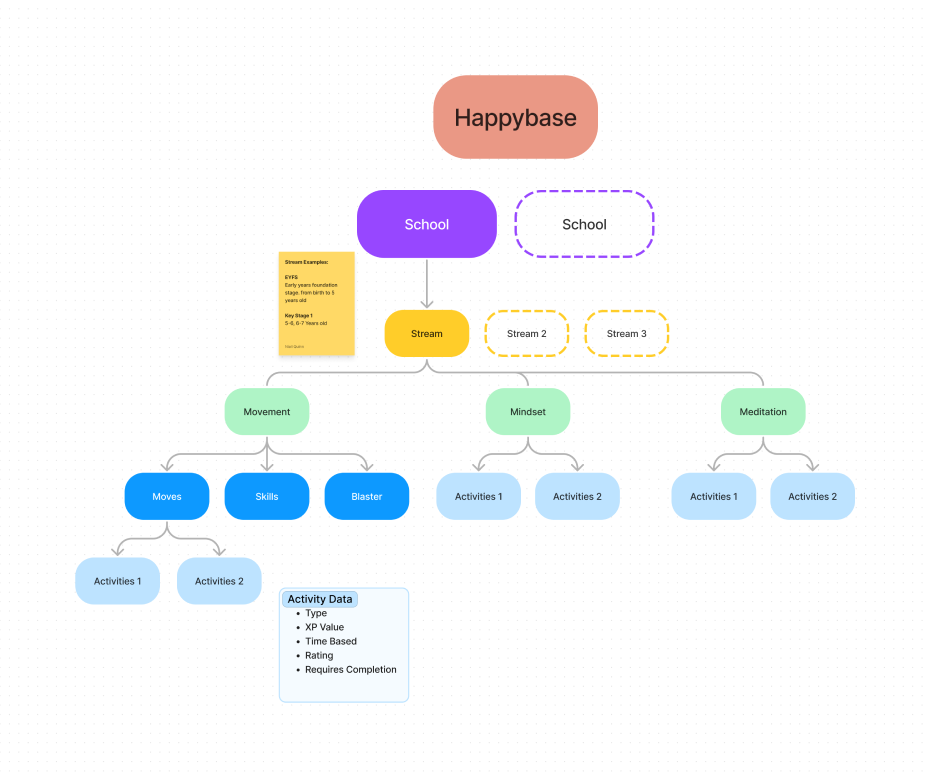 Happybase
School
School
Stream Examples:
EYFS
Early years foundation
stage. from birth to 5
years old
Key Stage 1
5-6, 6-7 Years old
Stream
Stream 2
Stream 3
Movement
Mindset
Meditation
Moves
Skills
Blaster
Activities 1
Activities 2
Activities 1
Activities 2
Activities 1
Activities 2
Activity Data
• Type
• XP Value
• Time Based
• Rating
• Requires Completion